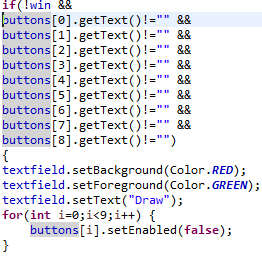 if(!win &&
buttons[0].getText()!="" &&
buttons[1].getText()!="" &&
buttons[2].getText()!="" &&
buttons[3].getText()!="" &&
buttons[4].getText()!="" &&
buttons[5].getText()!="" &&
buttons[6].getText()!="" &&
buttons[7].getText()!="" &&
buttons[8].getText()!="")
{
textfield.setBackground(Color.RED);
textfield.setForeground(Color.GREEN);
textfield.setText("Draw");
for(int i=0;i<9;i++) {
buttons[i].setEnabled(false);
}